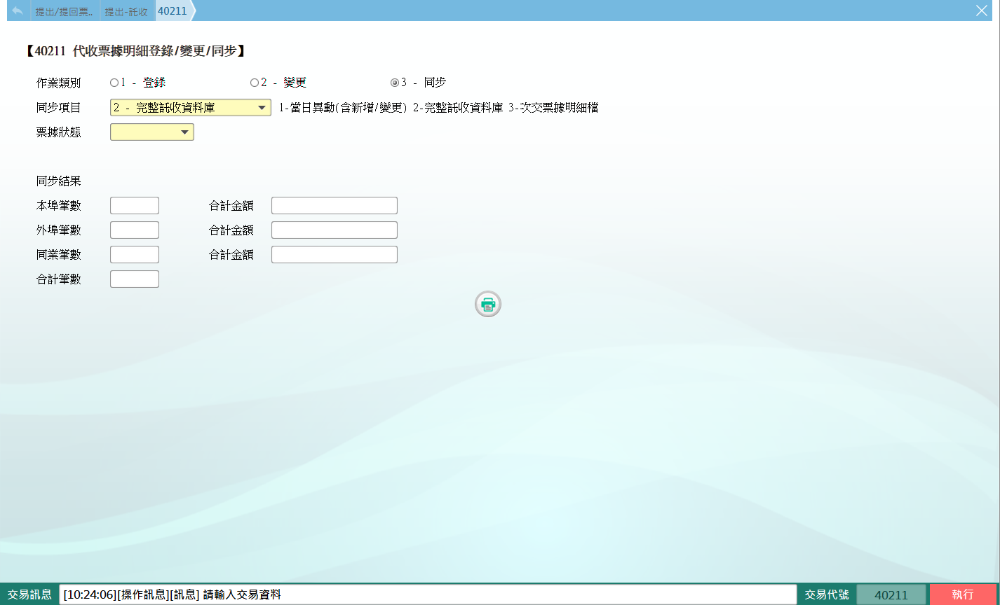 提出/提回票.. 提出-託收 40211
【40211 代收票據明細登錄/變更/同步】
作業類別 1 - 登錄 2 - 變更 3 - 同步
同步項目 2 - 完整託收資料庫 1-當日異動(含新增/變更) 2-完整託收資料庫 3-次交票據明細檔
票據狀態
同步結果
本埠筆數 合計金額
外埠筆數 合計金額
同業筆數 合計金額
合計筆數
交易訊息 [10:24:06][操作訊息][訊息] 請輸入交易資料 交易代號 40211 執行